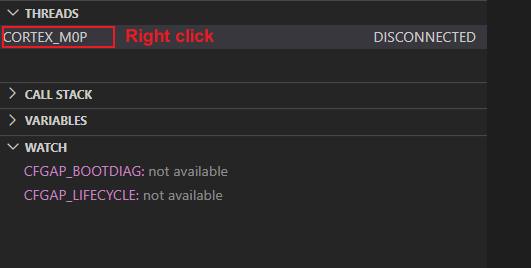 THREADS
CORTEX_M0P Right click DISCONNECTED
CALL STACK
VARIABLES
WATCH
CFGAP_BOOTDIAG: not available
CFGAP_LIFECYCLE: not available